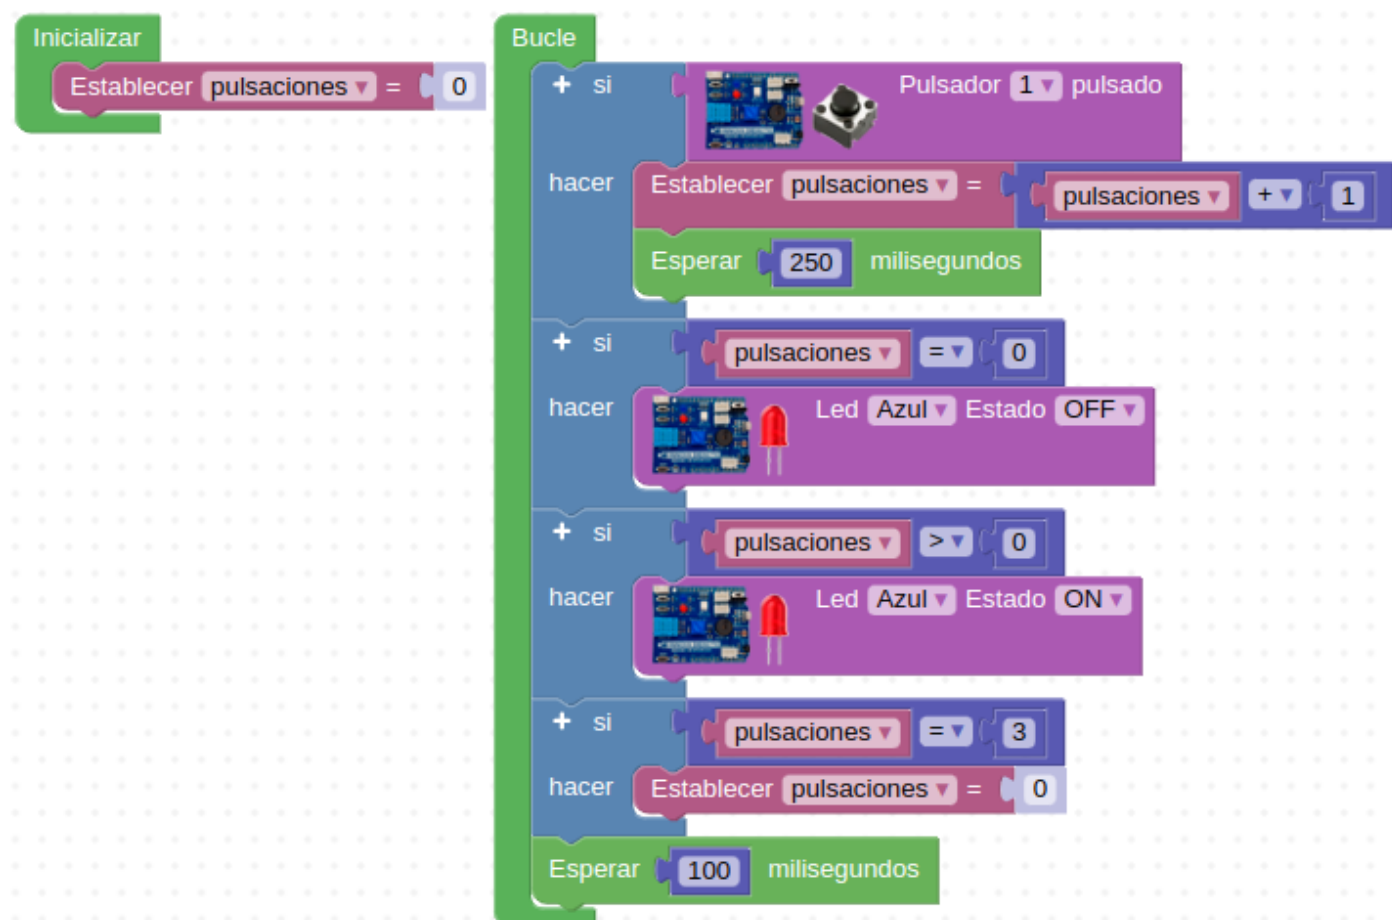 Inicializar
Establecer pulsaciones = 0
Bucle
si Pulsador 1 pulsado
hacer Establecer pulsaciones = pulsaciones + 1
Esperar 250 milisegundos
si pulsaciones = 0
hacer Led Azul Estado OFF
si pulsaciones > 0
hacer Led Azul Estado ON
si pulsaciones = 3
hacer Establecer pulsaciones = 0
Esperar 100 milisegundos